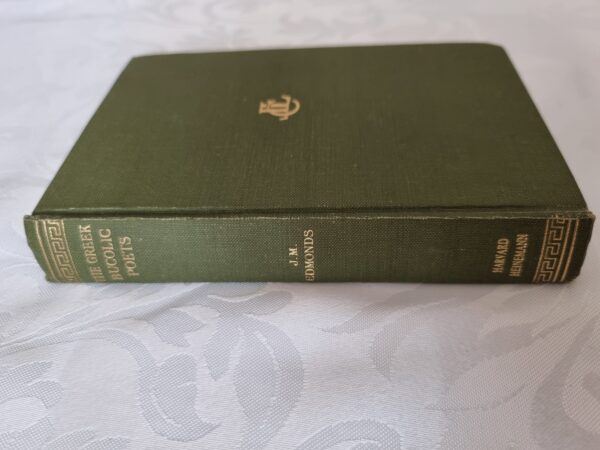 THE GREEK
BUCOLIC
POETS
J.M.
EDMONDS
HARVARD
HEINEMANN